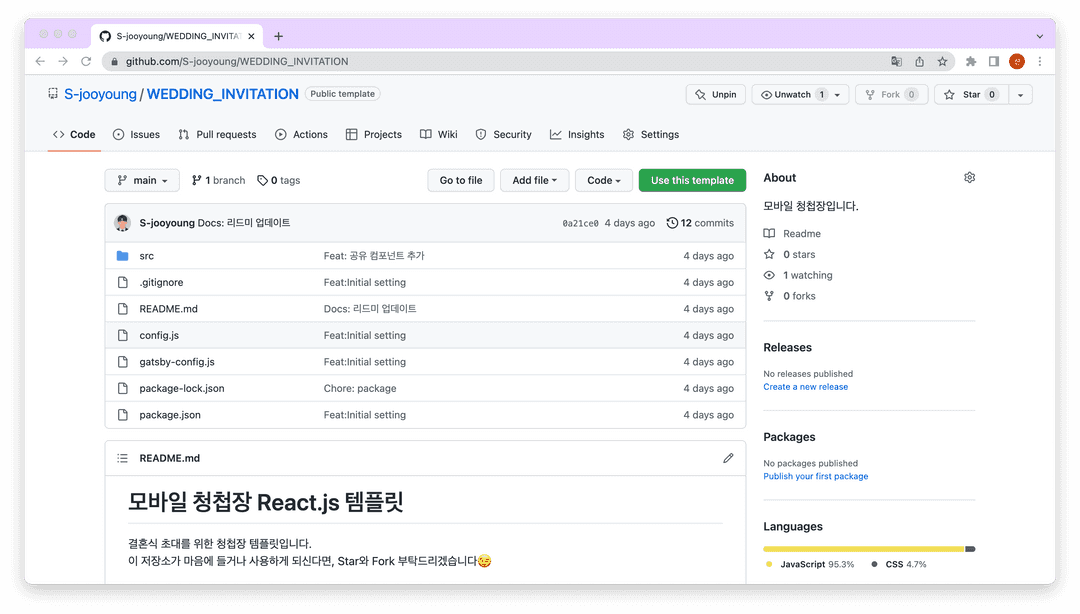 S-jooyoung/WEDDING_INVITAT
github.com/S-jooyoung/WEDDING_INVITATION
S-jooyoung / WEDDING_INVITATION Public template
Unpin Unwatch 1 Fork 0 Star 0
Code Issues Pull requests Actions Projects Wiki Security Insights Settings
main 1 branch 0 tags Go to file Add file Code Use this template
S-jooyoung Docs: 리드미 업데이트 0a21ce0 4 days ago 12 commits
src Feat: 공유 컴포넌트 추가 4 days ago
.gitignore Feat:Initial setting 4 days ago
README.md Docs: 리드미 업데이트 4 days ago
config.js Feat:Initial setting 4 days ago
gatsby-config.js Feat:Initial setting 4 days ago
package-lock.json Chore: package 4 days ago
package.json Feat:Initial setting 4 days ago
README.md
모바일 청첩장 React.js 템플릿
결혼식 초대를 위한 청첩장 템플릿입니다.
이 저장소가 마음에 들거나 사용하게 되신다면, Star와 Fork 부탁드리겠습니다😘
About
모바일 청첩장입니다.
Readme
0 stars
1 watching
0 forks
Releases
No releases published
Create a new release
Packages
No packages published
Publish your first package
Languages
JavaScript 95.3% CSS 4.7%